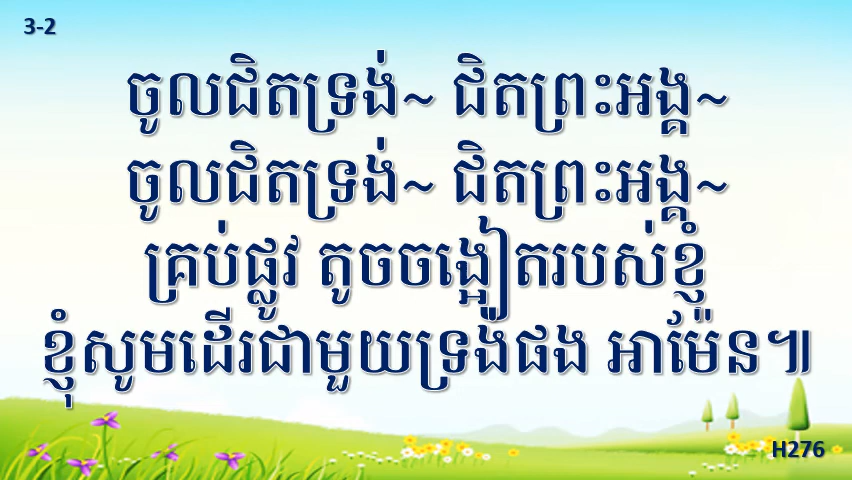 3-2
ចូលជិតទ្រង់~ ជិតព្រះអង្គ~
ចូលជិតទ្រង់~ ជិតព្រះអង្គ~
គ្រប់ផ្លូវ តូចចង្អៀតរបស់ខ្ញុំ
ខ្ញុំសូមដើរជាមួយទ្រង់ផង អាម៉ែន៕
H276